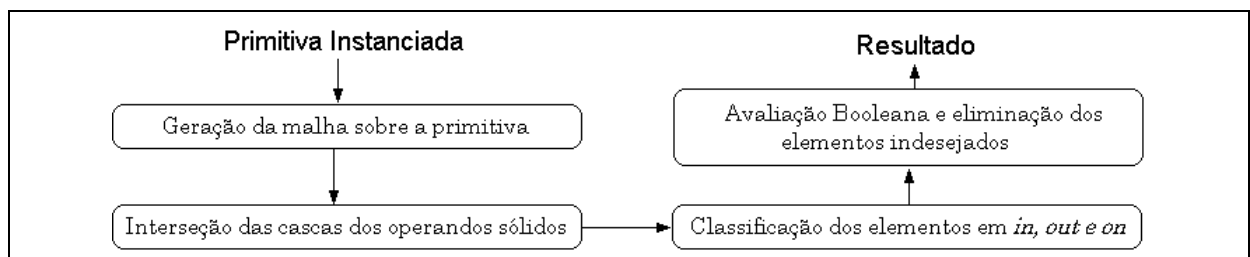 Primitiva Instanciada
Geração da malha sobre a primitiva
Interseção das cascas dos operandos sólidos
Classificação dos elementos em in, out e on
Avaliação Booleana e eliminação dos
elementos indesejados
Resultado